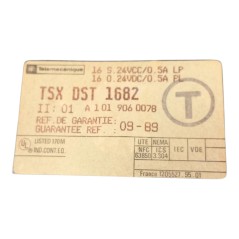 Telemecanique
16 S.24VCC/0.5A LP
16 O.24VDC/0.5A PL
TSX DST 1682
II: 01 A 101 906 0078
REF. DE GARANTIE:
GUARANTEE REF. : 09-89
T
LISTED
IND.CONT.EQ
UTE NEMA
NFC ICS IEC VDE
63850 3.304
France